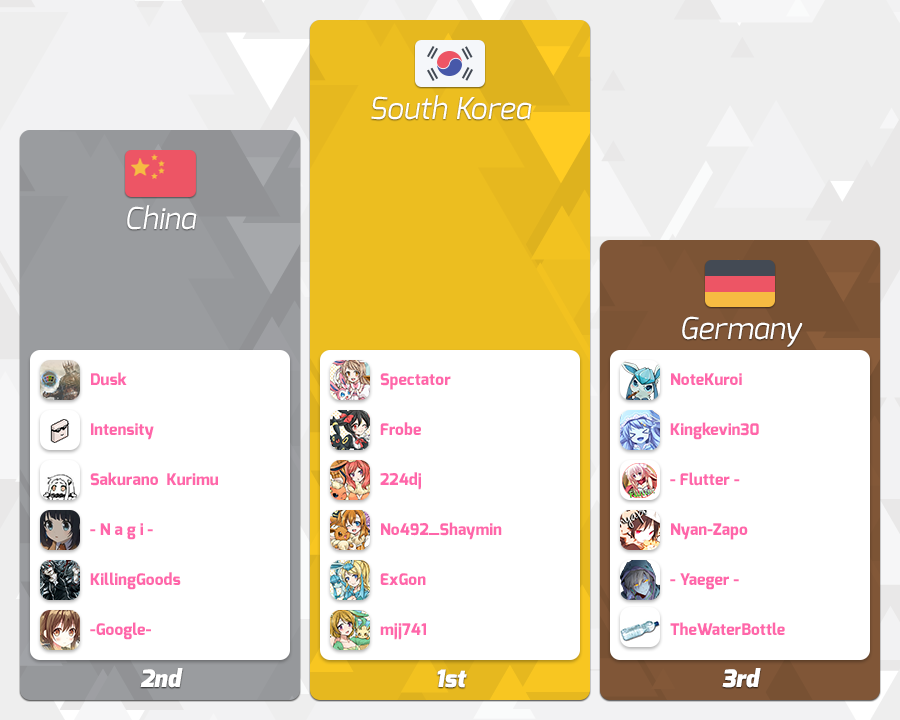 China
Dusk
Intensity
Sakurano  Kurimu
- N a g i -
KillingGoods
-Google-
2nd
South Korea
Spectator
Frobe
224dj
No492_Shaymin
ExGon
mjj741
1st
Germany
NoteKuroi
Kingkevin30
- Flutter -
Nyan-Zapo
- Yaeger -
TheWaterBottle
3rd